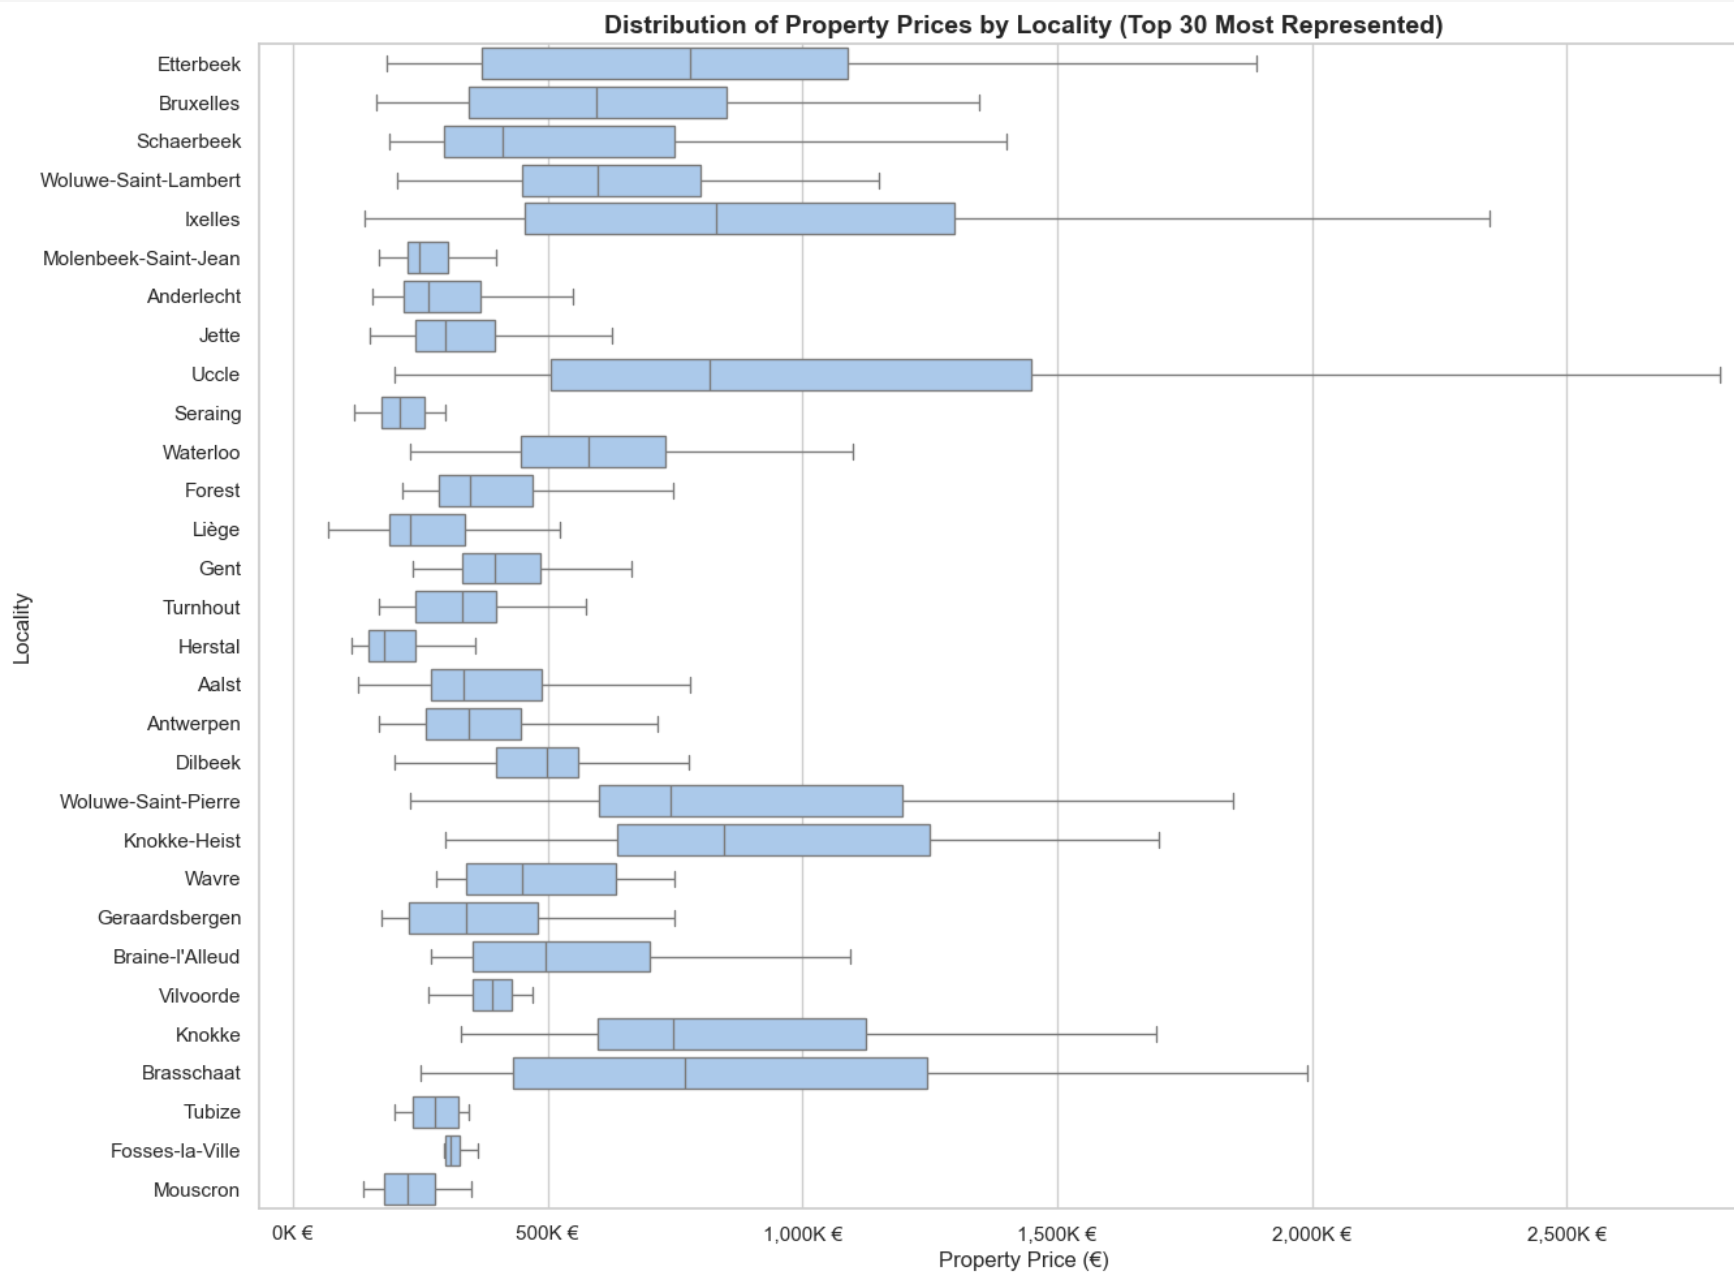 Distribution of Property Prices by Locality (Top 30 Most Represented)
Locality
Etterbeek
Bruxelles
Schaerbeek
Woluwe-Saint-Lambert
Ixelles
Molenbeek-Saint-Jean
Anderlecht
Jette
Uccle
Seraing
Waterloo
Forest
Liège
Gent
Turnhout
Herstal
Aalst
Antwerpen
Dilbeek
Woluwe-Saint-Pierre
Knokke-Heist
Wavre
Geraardsbergen
Braine-l'Alleud
Vilvoorde
Knokke
Brasschaat
Tubize
Fosses-la-Ville
Mouscron
0K € 500K € 1,000K € 1,500K € 2,000K € 2,500K €
Property Price (€)